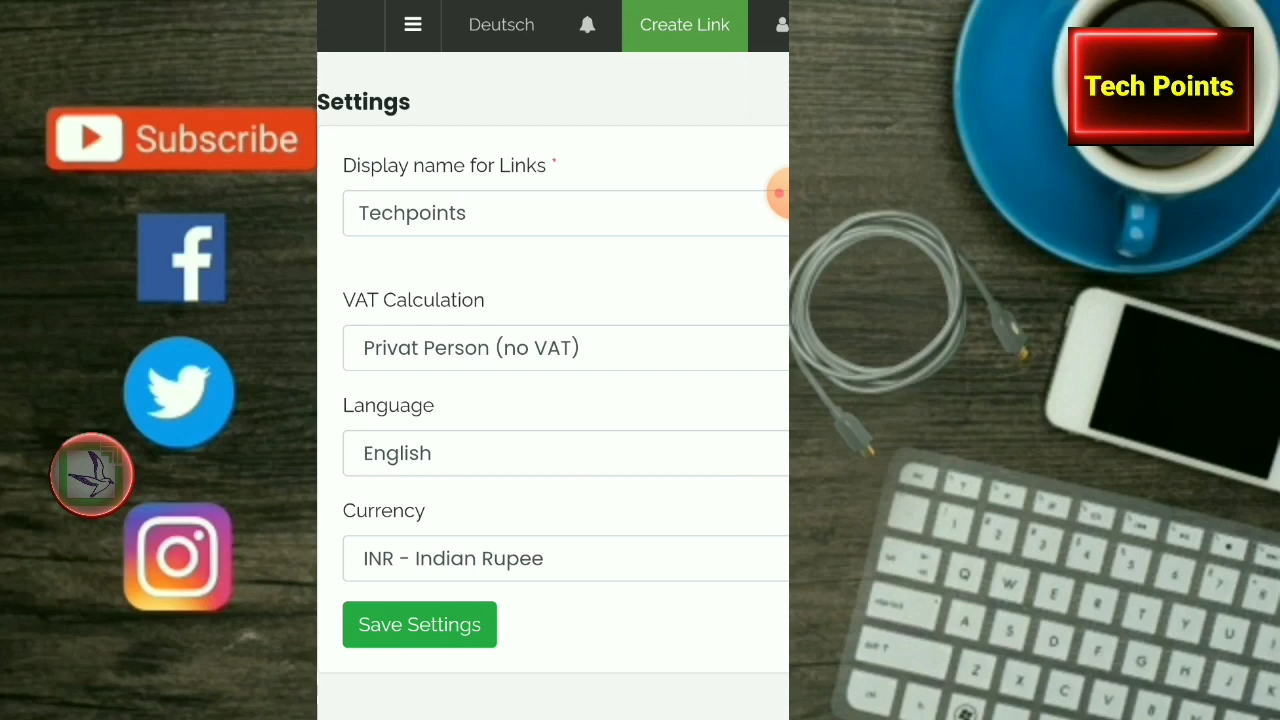 Deutsch
Create Link
Tech Points
Settings
Subscribe
Display name for Links *
Techpoints
VAT Calculation
Privat Person (no VAT)
Language
English
Currency
INR - Indian Rupee
Save Settings
Q W E R T Y U
A S D F G H J K
Z X C V B